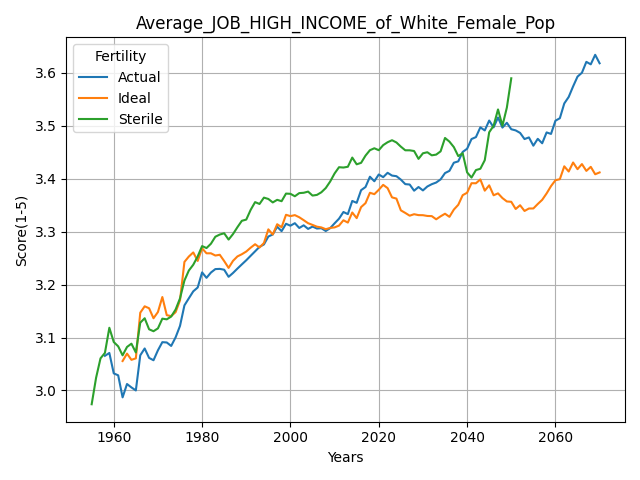 Average_JOB_HIGH_INCOME_of_White_Female_Pop
Fertility
Actual
Ideal
Sterile
Score(1-5)
3.6
3.5
3.4
3.3
3.2
3.1
3.0
1960 1980 2000 2020 2040 2060
Years